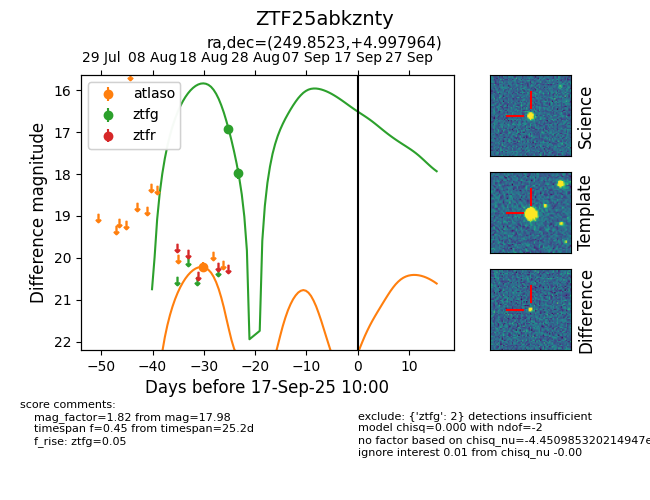 ZTF25abkznty
ra,dec=(249.8523,+4.997964)
29 Jul 08 Aug 18 Aug 28 Aug 07 Sep 17 Sep 27 Sep
atlaso
ztfg
ztfr
Difference magnitude
16
17
18
19
20
21
22
−50 −40 −30 −20 −10 0 10
Days before 17-Sep-25 10:00
Science
Template
Difference
score comments:
mag_factor=1.82 from mag=17.98
timespan f=0.45 from timespan=25.2d
f_rise: ztfg=0.05
exclude: {'ztfg': 2} detections insufficient
model chisq=0.000 with ndof=-2
no factor based on chisq_nu=-4.450985320214947e
ignore interest 0.01 from chisq_nu -0.00